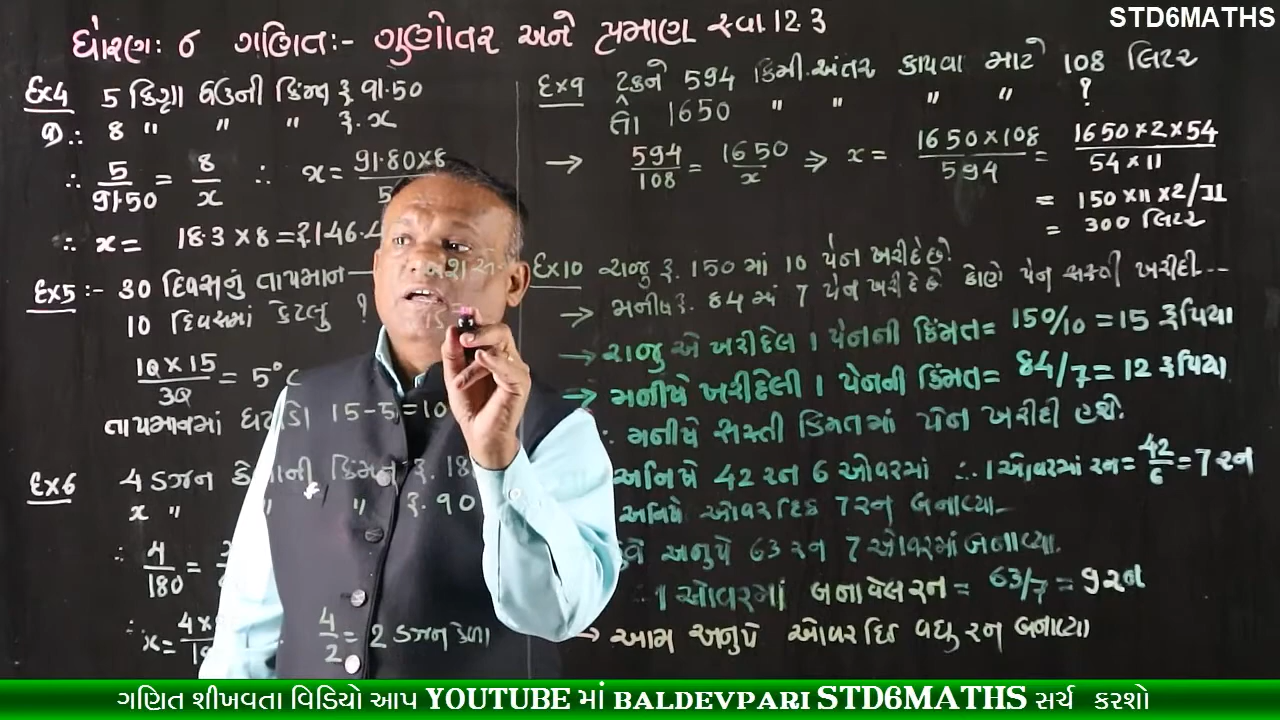 STD6MATHS
ધોરણઃ ૬ ગણિતઃ- ગુણોતર અને પ્રમાણ સ્વા 12.3
Ex4 5 કિગ્રા ઘઉંની કિંમત રૂ 91.50
∴ 8 " " " રૂ. x
∴ 5/91.50 = 8/x ∴ x = 91.80×8/5
∴ x = 18.3 × 8 = રૂ.146.4
Ex5 :- 30 દિવસનું તાપમાન
10 દિવસમાં કેટલુ ?
10 × 15/30 = 5°C
તાપમાનમાં ઘટાડો 15-5=10
Ex6 4 ડઝન કેળાની કિંમત રૂ. 180
x " " " રૂ. 90
∴ 4/180 =
∴ x = 4× 4/2 = 2 ડઝન કેળા
Ex9 ટ્રકને 594 કિમી.અંતર કાપવા માટે 108 લિટર
તો 1650 " " " " ?
→ 594/108 = 1650/x ⇒ x = 1650×108/594 = 1650×2×54/54×11
= 150×11×2/11
= 300 લિટર
Ex10 રાજુ રૂ. 150 માં 10 પેન ખરીદે છે
→ મનીષ રૂ. 84 માં 7 પેન ખરીદે છે કોણે પેન સસ્તી ખરીદી---
→ રાજુ એ ખરીદેલ 1 પેનની કિંમત = 150/10 = 15 રૂપિયા
→ મનીષે ખરીદેલી 1 પેનની કિંમત = 84/7 = 12 રૂપિયા
∴ મનીષે સસ્તી કિંમતમાં પેન ખરીદી હશે.
અનિષે 42 રન 6 ઓવરમાં ∴ 1 ઓવરમાં રન = 42/6 = 7 રન
અનિષે ઓવર દિઠ 7 રન બનાવ્યા-
હવે અનુપે 63 રન 7 ઓવરમાં બનાવ્યા.
∴ 1 ઓવરમાં બનાવેલ રન = 63/7 = 9 રન
→ આમ અનુપે ઓવર દિઠ વધુ રન બનાવ્યા
ગણિત શીખવતા વિડિયો આપ YOUTUBE માં BALDEVPARI STD6MATHS સર્ચ કરશો